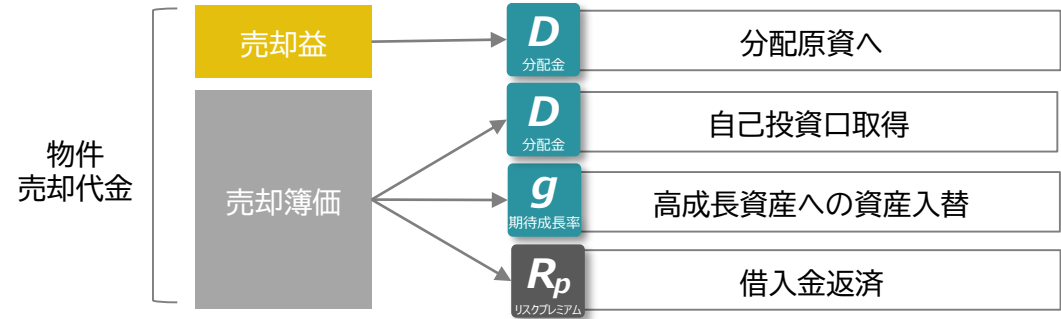 物件
売却代金
売却益
D
分配金
分配原資へ
売却簿価
D
分配金
自己投資口取得
g
期待成長率
高成長資産への資産入替
Rp
リスクプレミアム
借入金返済